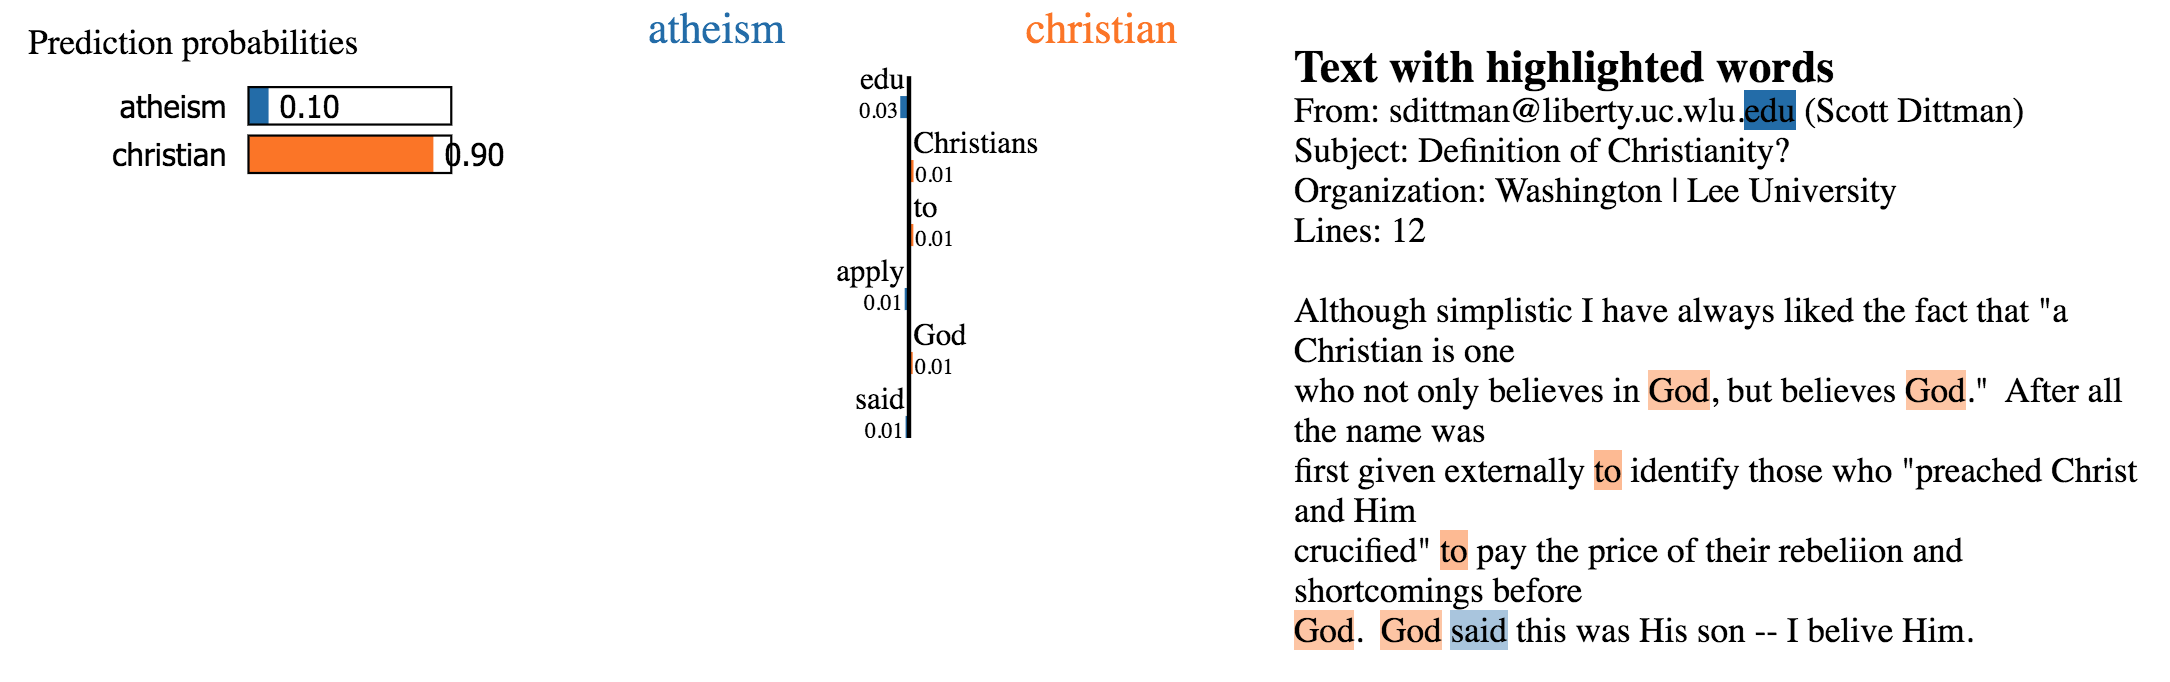 Prediction probabilities
atheism 0.10
christian 0.90
atheism christian
edu
0.03
Christians
0.01
to
0.01
apply
0.01
God
0.01
said
0.01
Text with highlighted words
From: sdittman@liberty.uc.wlu.edu (Scott Dittman)
Subject: Definition of Christianity?
Organization: Washington | Lee University
Lines: 12
Although simplistic I have always liked the fact that "a
Christian is one
who not only believes in God, but believes God."  After all
the name was
first given externally to identify those who "preached Christ
and Him
crucified" to pay the price of their rebeliion and
shortcomings before
God.  God said this was His son -- I belive Him.